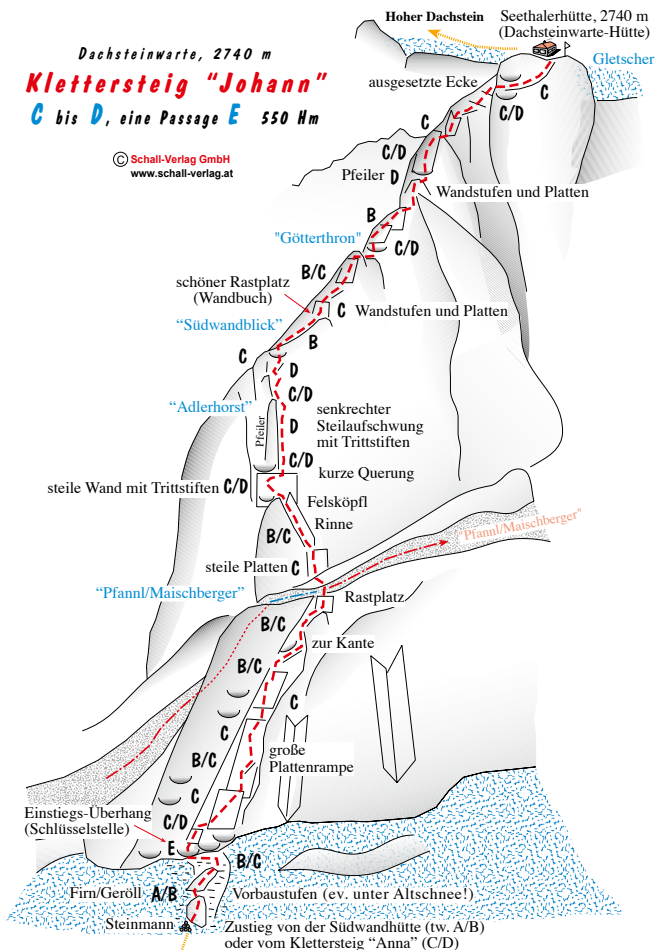 Hoher Dachstein
Seethalerhütte, 2740 m
(Dachsteinwarte-Hütte)
Gletscher
Dachsteinwarte, 2740 m
Klettersteig "Johann"
C bis D, eine Passage E 550 Hm
© Schall-Verlag GmbH
www.schall-verlag.at
ausgesetzte Ecke
C
C/D
C
C/D
Pfeiler
D
Wandstufen und Platten
B
"Götterthron"
C/D
B/C
schöner Rastplatz
(Wandbuch)
C
Wandstufen und Platten
“Südwandblick”
B
C
D
C/D
“Adlerhorst”
Pfeiler
D
senkrechter
Steilaufschwung
mit Trittstiften
C/D
kurze Querung
steile Wand mit Trittstiften C/D
Felsköpfl
Rinne
B/C
"Pfannl/Maischberger"
steile Platten C
“Pfannl/Maischberger”
Rastplatz
B/C
zur Kante
B/C
C
C
große
Plattenrampe
B/C
C
Einstiegs-Überhang
(Schlüsselstelle)
C/D
E
B/C
Firn/Geröll A/B
Vorbaustufen (ev. unter Altschnee!)
Steinmann
Zustieg von der Südwandhütte (tw. A/B)
oder vom Klettersteig “Anna” (C/D)